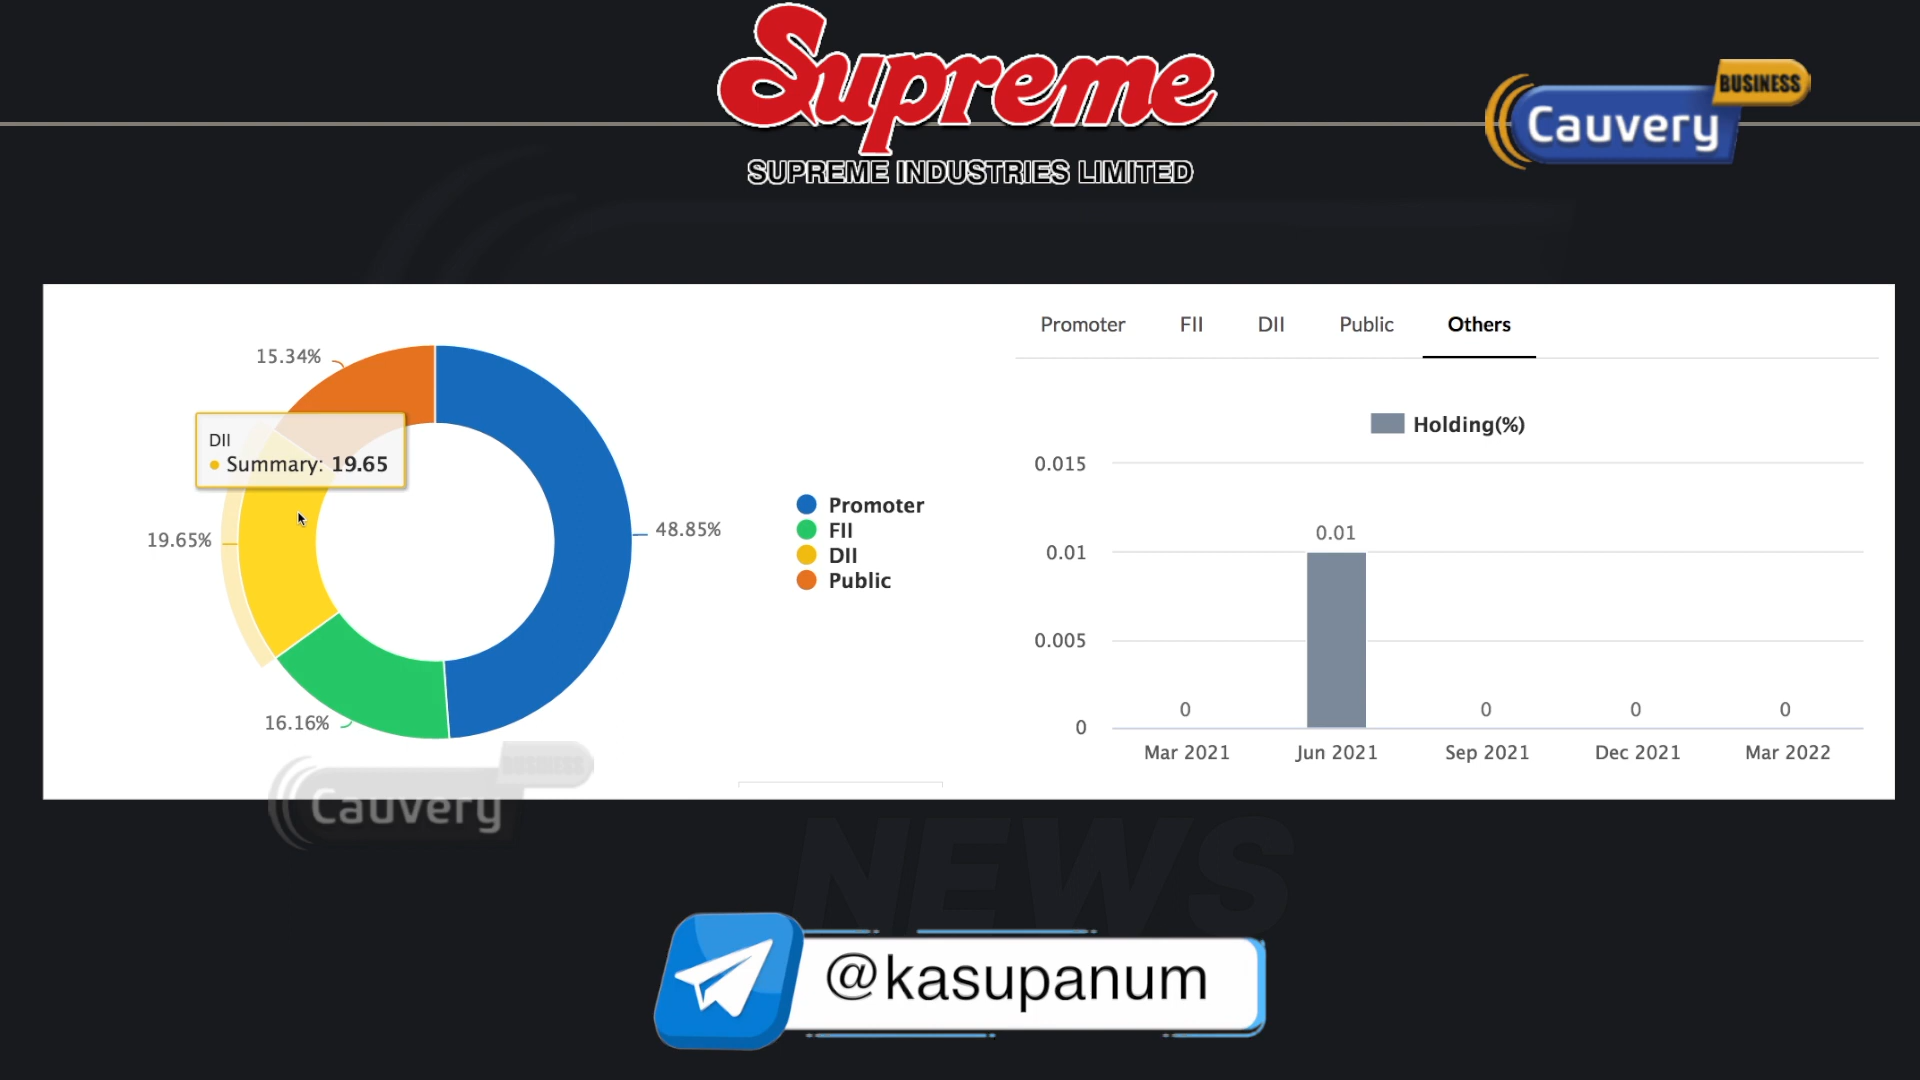 Supreme
SUPREME INDUSTRIES LIMITED
BUSINESS
Cauvery
15.34%
DII
Summary: 19.65
19.65%
16.16%
48.85%
Promoter
FII
DII
Public
Promoter FII DII Public Others
Holding(%)
0.015
0.01
0.005
0
0 0.01 0 0 0
Mar 2021 Jun 2021 Sep 2021 Dec 2021 Mar 2022
BUSINESS
Cauvery
NEWS
@kasupanum